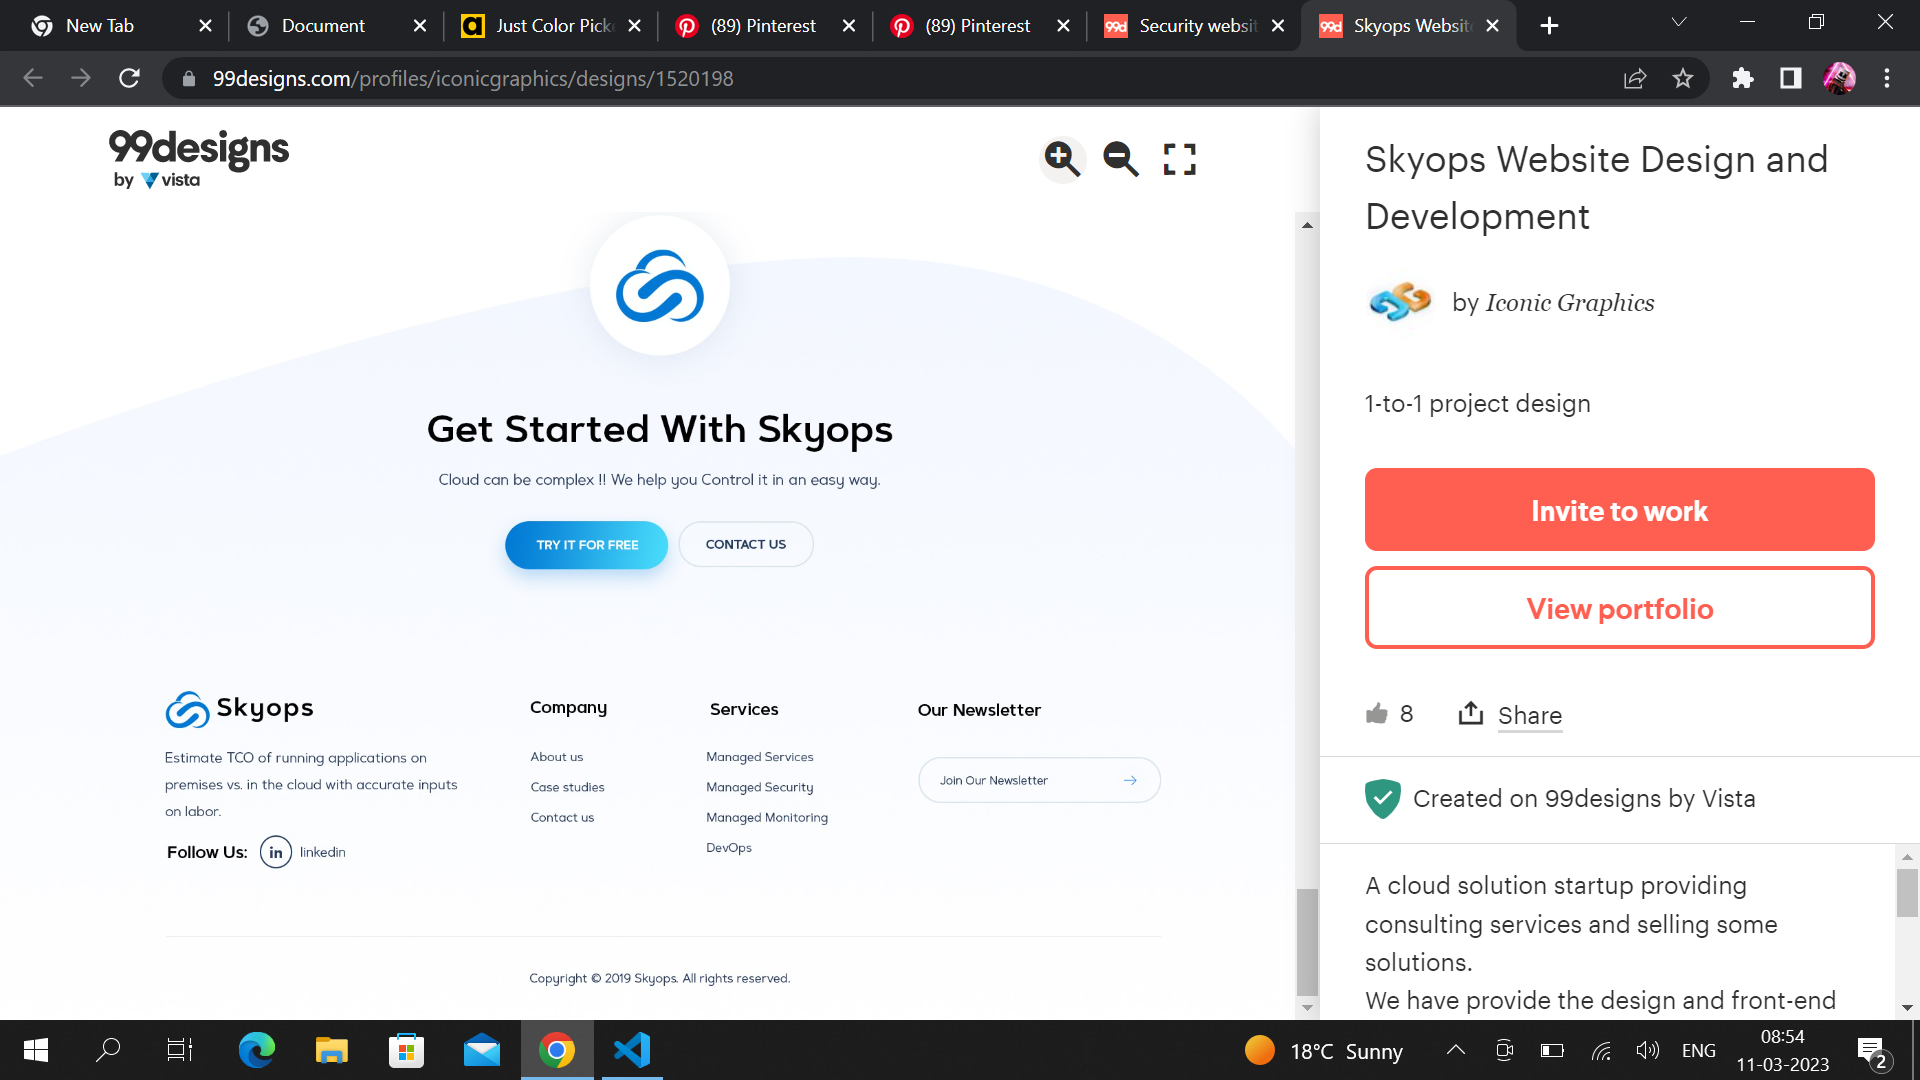 New Tab
Document
Just Color Picke
(89) Pinterest
(89) Pinterest
Security websit
Skyops Website
99designs.com/profiles/iconicgraphics/designs/1520198
99designs
by vista
Get Started With Skyops
Cloud can be complex !! We help you Control it in an easy way.
TRY IT FOR FREE
CONTACT US
Skyops
Estimate TCO of running applications on
premises vs. in the cloud with accurate inputs
on labor.
Follow Us:
in
linkedin
Company
About us
Case studies
Contact us
Services
Managed Services
Managed Security
Managed Monitoring
DevOps
Our Newsletter
Join Our Newsletter
Copyright © 2019 Skyops. All rights reserved.
Skyops Website Design and
Development
by Iconic Graphics
1-to-1 project design
Invite to work
View portfolio
8
Share
Created on 99designs by Vista
A cloud solution startup providing
consulting services and selling some
solutions.
We have provide the design and front-end
18°C Sunny
ENG
08:54
11-03-2023
2